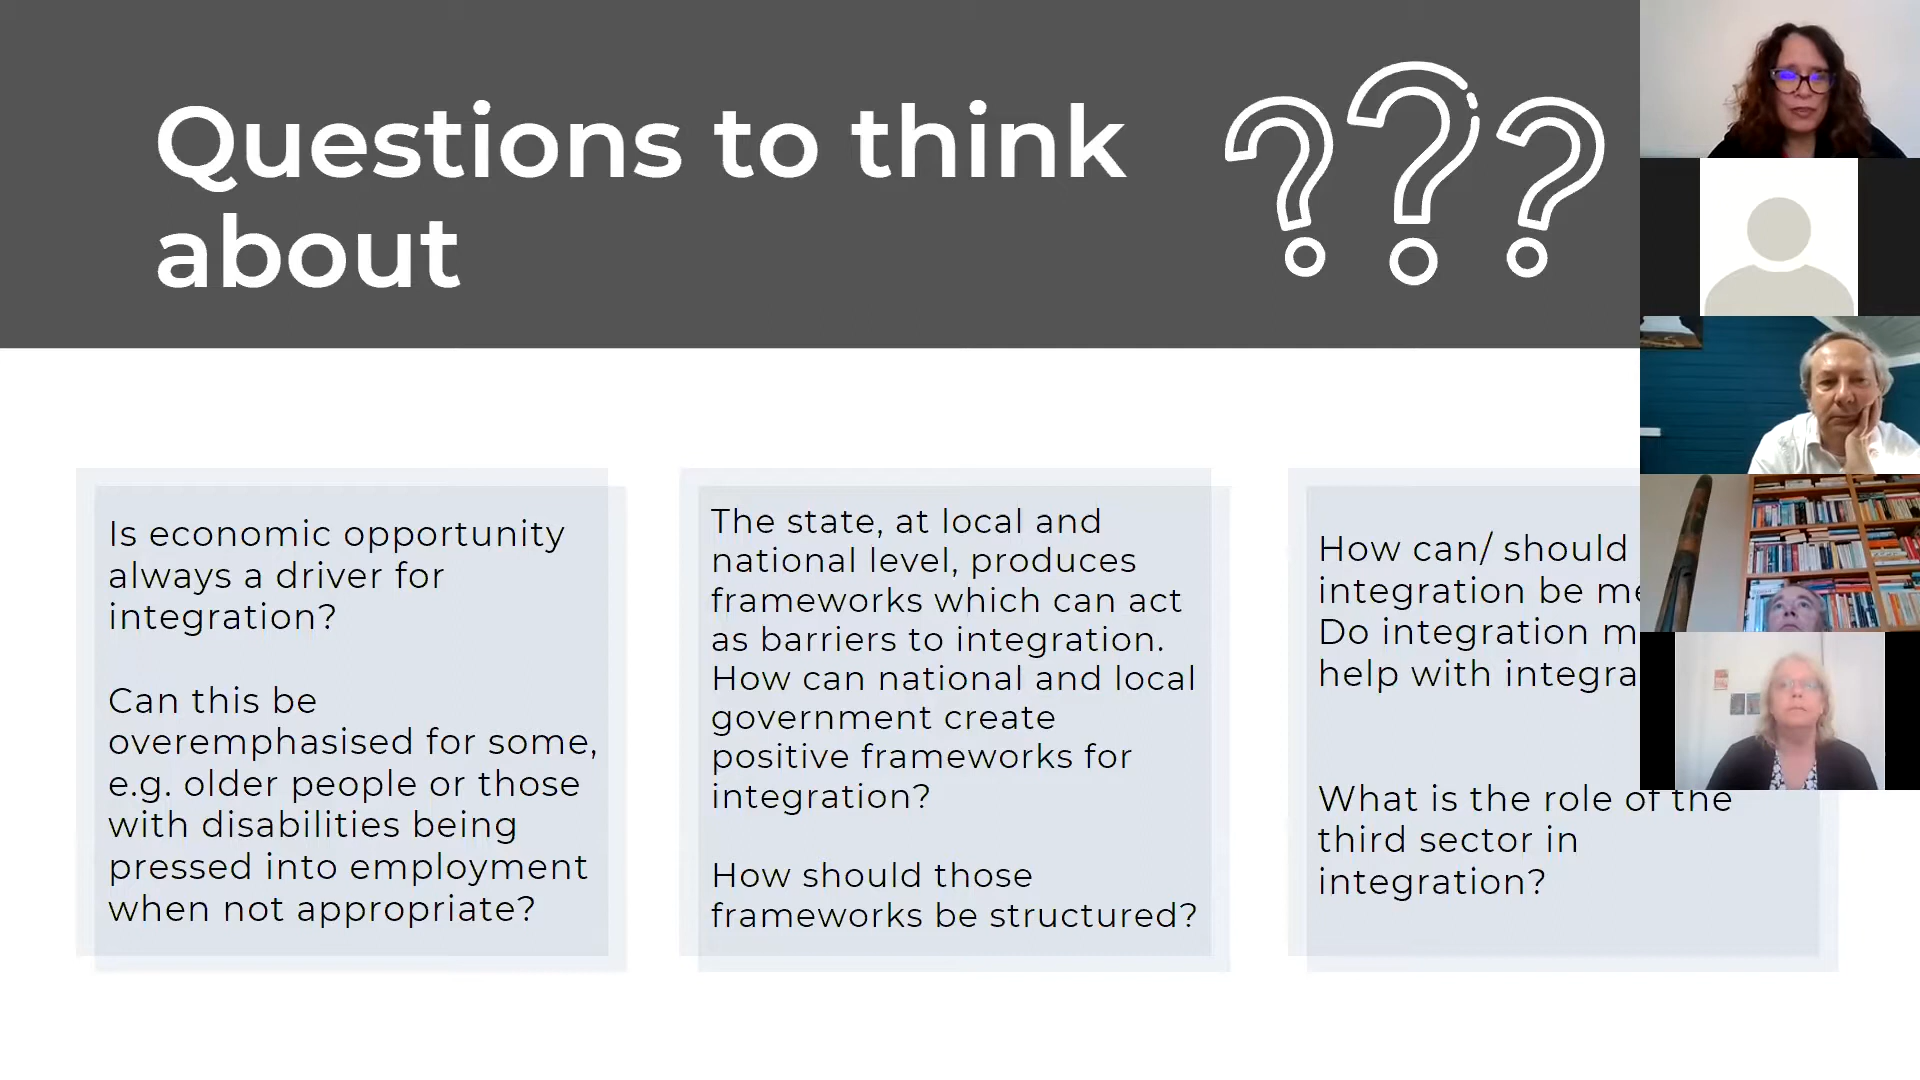 Questions to think
about
Is economic opportunity
always a driver for
integration?
Can this be
overemphasised for some,
e.g. older people or those
with disabilities being
pressed into employment
when not appropriate?
The state, at local and
national level, produces
frameworks which can act
as barriers to integration.
How can national and local
government create
positive frameworks for
integration?
How should those
frameworks be structured?
How can/ should
integration be
Do integration
help with
What is the role of the
third sector in
integration?